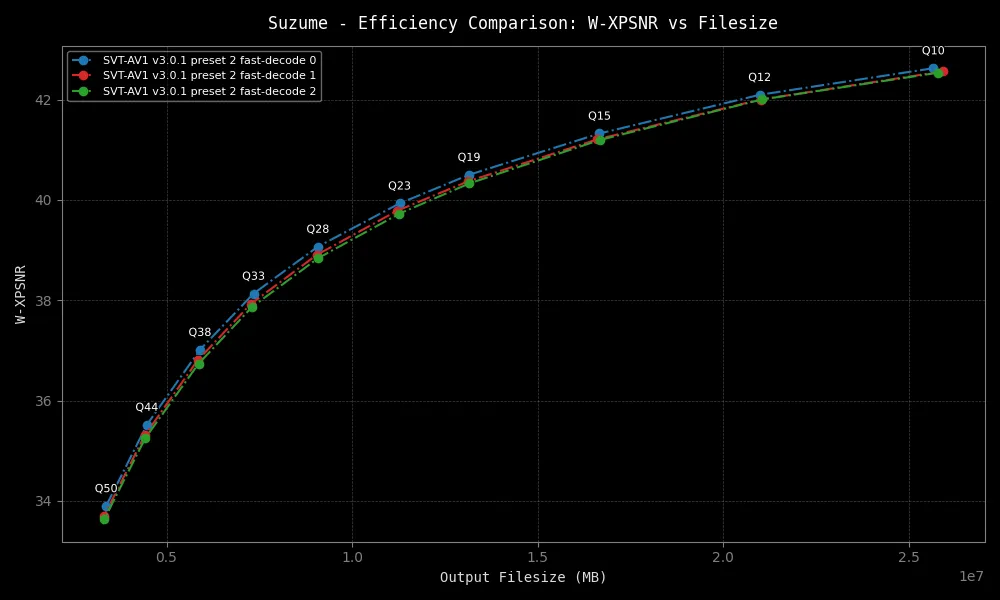 Suzume - Efficiency Comparison: W-XPSNR vs Filesize
SVT-AV1 v3.0.1 preset 2 fast-decode 0
SVT-AV1 v3.0.1 preset 2 fast-decode 1
SVT-AV1 v3.0.1 preset 2 fast-decode 2
Q10
Q12
Q15
Q19
Q23
Q28
Q33
Q38
Q44
Q50
42
40
38
36
34
W-XPSNR
0.5 1.0 1.5 2.0 2.5
1e7
Output Filesize (MB)